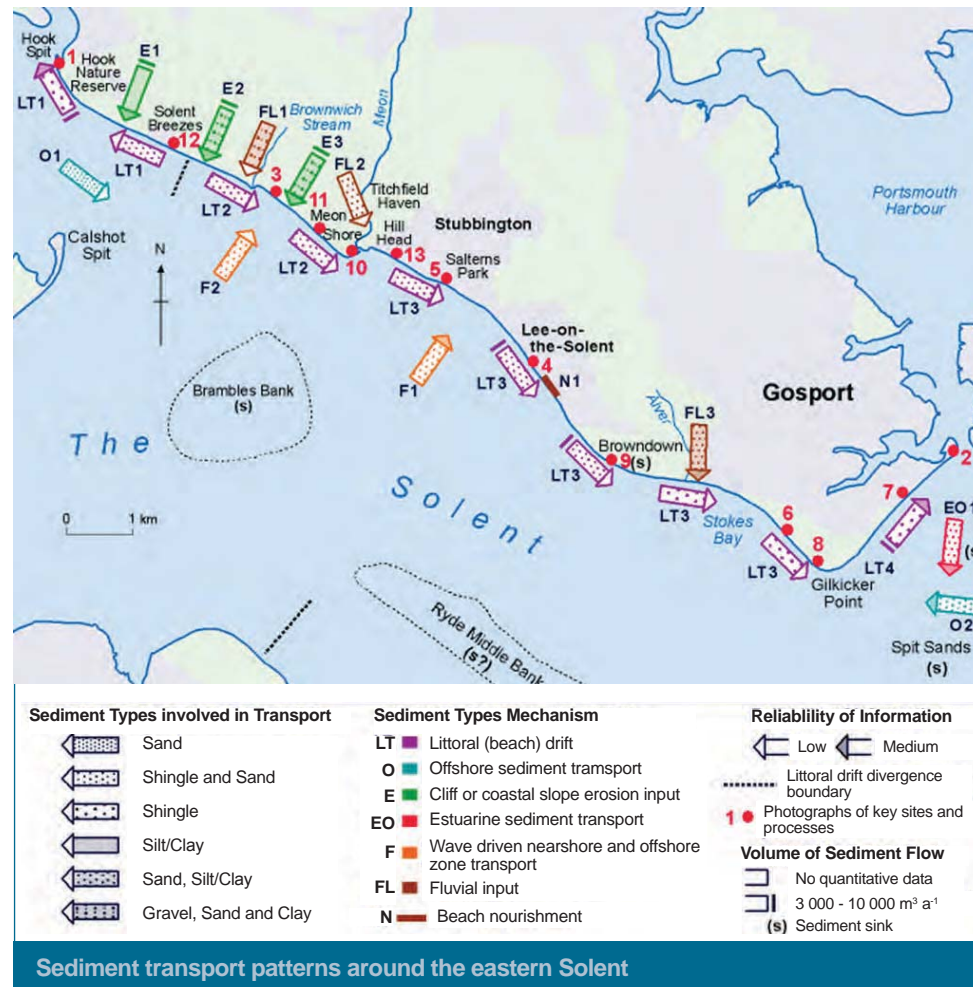 Hook
Spit
1
Hook
Nature
Reserve
LT1
E1
Solent
Breezes
12
LT1
O1
E2
FL1
Brownwich
Stream
Meon
E3
FL2
3
LT2
Calshot
Spit
N
F2
11
Meon
Shore
LT2
10
Titchfield
Haven
Hill
Head
13
Stubbington
5
Salterns
Park
LT3
Portsmouth
Harbour
Brambles Bank
(s)
F1
Lee-on-
the-Solent
4
LT3
N1
Gosport
Alver
FL3
Browndown
9
(s)
LT3
LT3
Stokes
Bay
The
Solent
0 1 km
2
7
6
8
LT3
Gilkicker
Point
LT4
EO1
(s
O2
Spit Sands
(s)
Ryde Middle Bank
(s?)
Sediment Types involved in Transport
Sand
Shingle and Sand
Shingle
Silt/Clay
Sand, Silt/Clay
Gravel, Sand and Clay
Sediment Types Mechanism
LT Littoral (beach) drift
O Offshore sediment tramsport
E Cliff or coastal slope erosion input
EO Estuarine sediment transport
F Wave driven nearshore and offshore
zone transport
FL Fluvial input
N Beach nourishment
Reliablility of Information
Low Medium
Littoral drift divergence
boundary
1 Photographs of key sites and
processes
Volume of Sediment Flow
No quantitative data
3 000 - 10 000 m³ a⁻¹
(s) Sediment sink
Sediment transport patterns around the eastern Solent